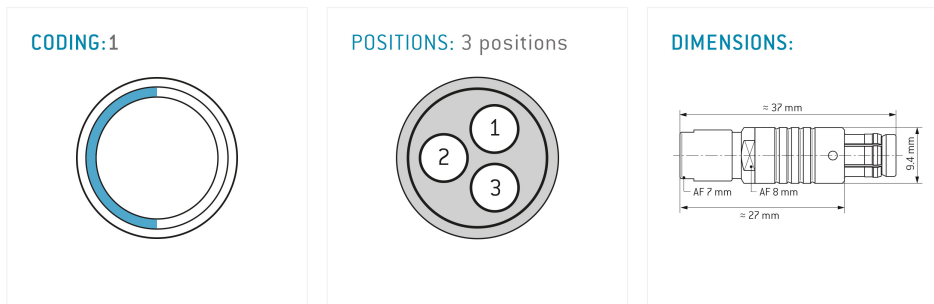 CODING:1
POSITIONS: 3 positions
1
2
3
DIMENSIONS:
≈ 37 mm
9.4 mm
AF 7 mm
AF 8 mm
≈ 27 mm